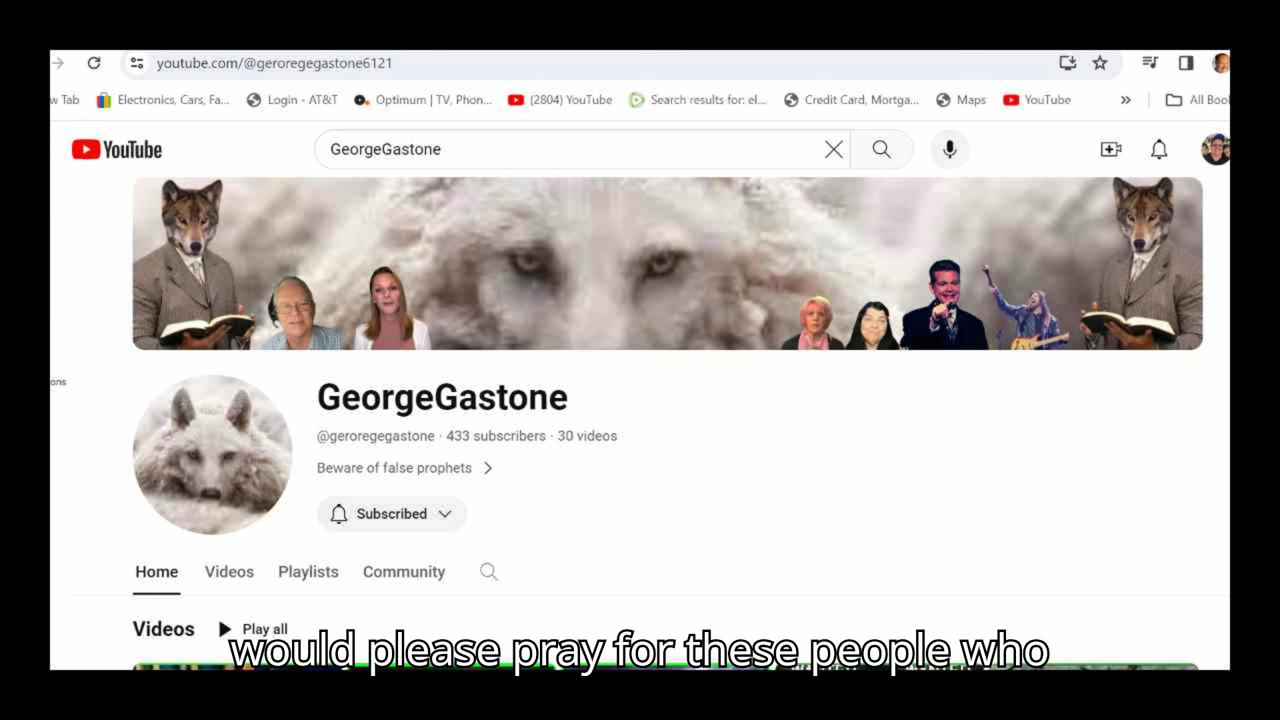 youtube.com/@geroregegastone6121
w Tab Electronics, Cars, Fa... Login - AT&T Optimum | TV, Phon... (2804) YouTube Search results for: el... Credit Card, Mortga... Maps YouTube » All Boo
YouTube GeorgeGastone
ons
GeorgeGastone
@geroregegastone · 433 subscribers · 30 videos
Beware of false prophets
Subscribed
Home Videos Playlists Community
Videos Play all
would please pray for these people who